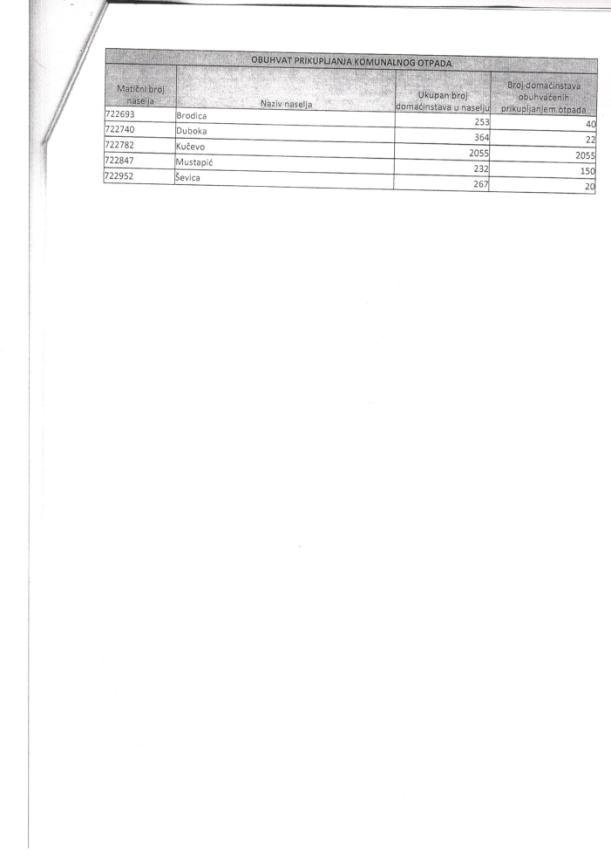 OBUHVAT PRIKUPLJANJA KOMUNALNOG OTPADA
Matični broj naselja Naziv naselja Ukupan broj domaćinstava u naselju Broj domaćinstava obuhvaćenih prikupljanjem otpada
722693 Brodica 253 40
722740 Duboka 364 22
722782 Kučevo 2055 2055
722847 Mustapić 232 150
722952 Ševica 267 20